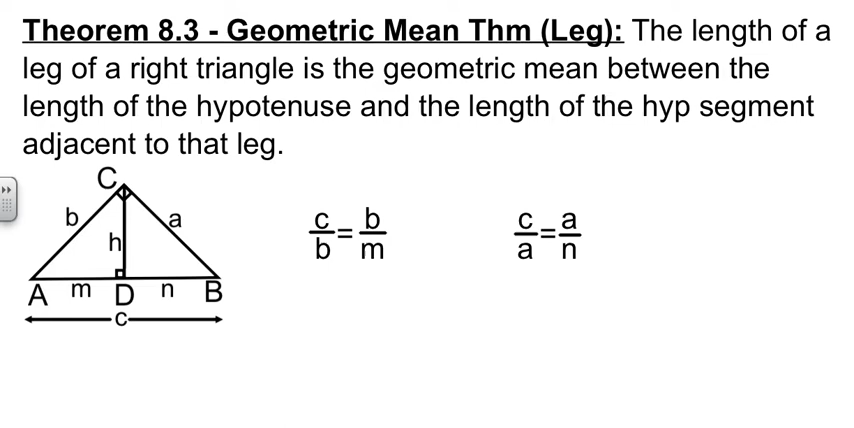 Theorem 8.3 - Geometric Mean Thm (Leg): The length of a
leg of a right triangle is the geometric mean between the
length of the hypotenuse and the length of the hyp segment
adjacent to that leg.
C
b a
h
A m D n B
c
c/b = b/m
c/a = a/n